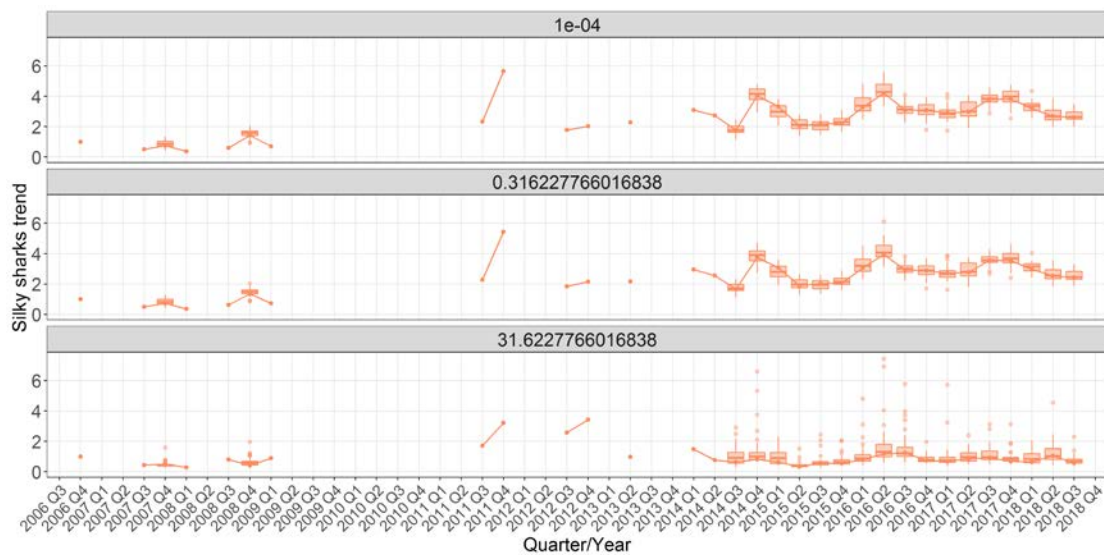 1e-04
6
4
2
0
0.316227766016838
6
4
2
0
31.6227766016838
6
4
2
0
Silky sharks trend
2006 Q3
2006 Q4
2007 Q1
2007 Q2
2007 Q3
2007 Q4
2008 Q1
2008 Q2
2008 Q3
2008 Q4
2009 Q1
2009 Q2
2009 Q3
2009 Q4
2010 Q1
2010 Q2
2010 Q3
2010 Q4
2011 Q1
2011 Q2
2011 Q3
2011 Q4
2012 Q1
2012 Q2
2012 Q3
2012 Q4
2013 Q1
2013 Q2
2013 Q3
2013 Q4
2014 Q1
2014 Q2
2014 Q3
2014 Q4
2015 Q1
2015 Q2
2015 Q3
2015 Q4
2016 Q1
2016 Q2
2016 Q3
2016 Q4
2017 Q1
2017 Q2
2017 Q3
2017 Q4
2018 Q1
2018 Q2
2018 Q3
2018 Q4
Quarter/Year